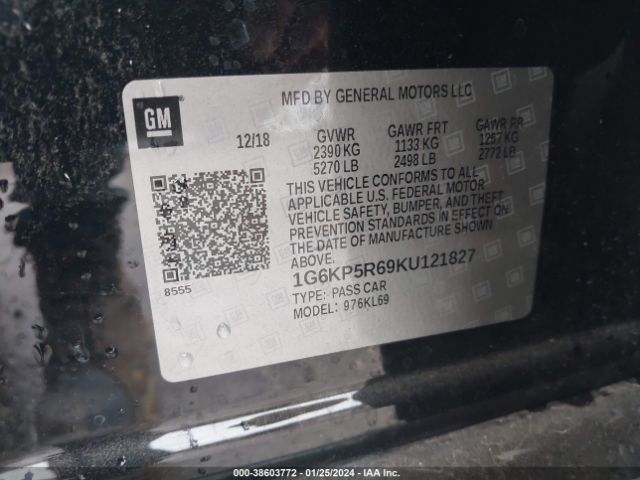 GM
MFD BY GENERAL MOTORS LLC
12/18 GVWR GAWR FRT GAWR RR
2390 KG 1133 KG 1257 KG
5270 LB 2498 LB 2772 LB
THIS VEHICLE CONFORMS TO ALL
APPLICABLE U.S. FEDERAL MOTOR
VEHICLE SAFETY, BUMPER, AND THEFT
PREVENTION STANDARDS IN EFFECT ON
THE DATE OF MANUFACTURE SHOWN
ABOVE.
8555
1G6KP5R69KU121827
TYPE: PASS CAR
MODEL: 976KL69
000-38603772 - 01/25/2024 - IAA Inc.